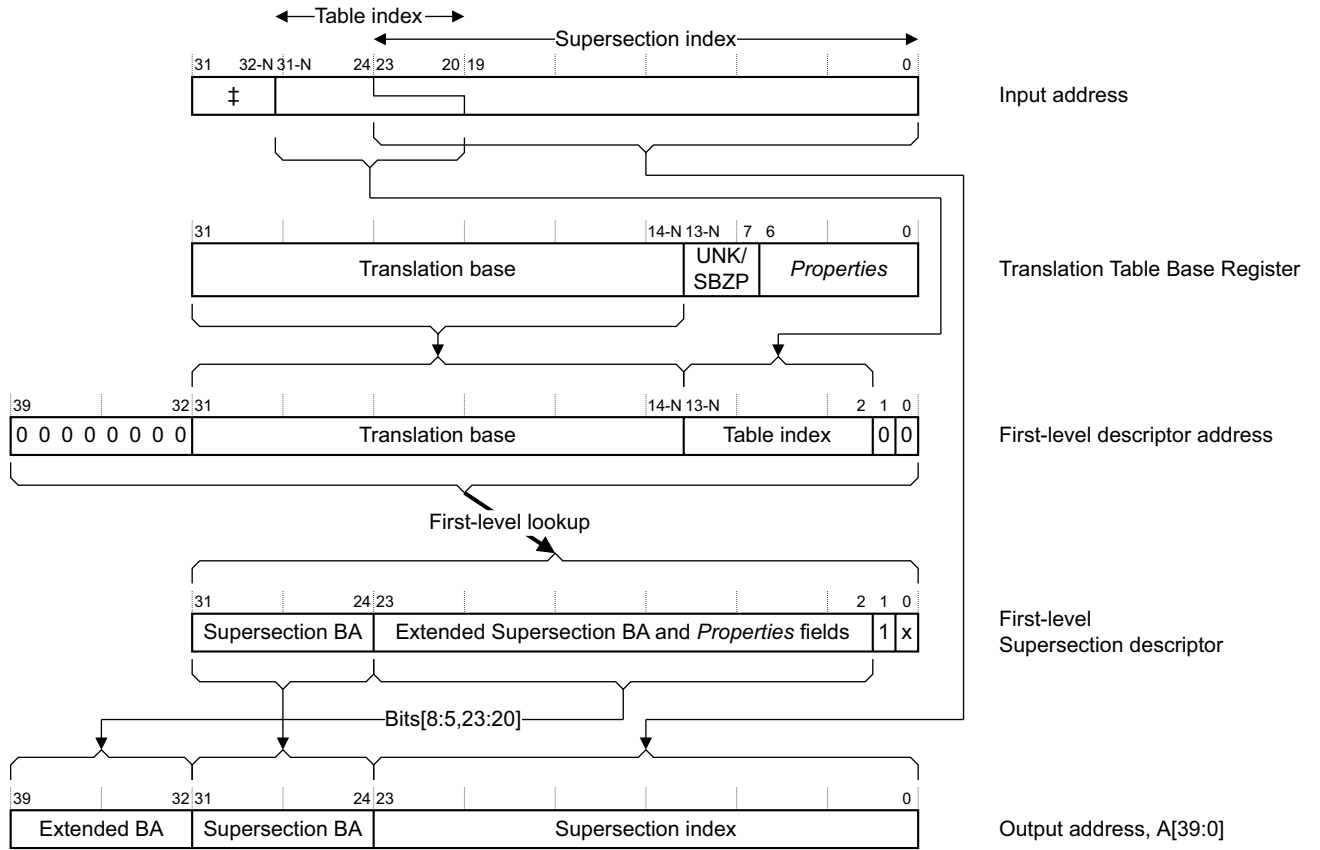 Table index
Supersection index
31 32-N 31-N 24 23 20 19 0
‡
Input address
31 14-N 13-N 7 6 0
Translation base
UNK/
SBZP
Properties
Translation Table Base Register
39 32 31 14-N 13-N 2 1 0
0 0 0 0 0 0 0 0 Translation base Table index 0 0
First-level descriptor address
First-level lookup
31 24 23 2 1 0
Supersection BA Extended Supersection BA and Properties fields 1 x
First-level
Supersection descriptor
Bits[8:5,23:20]
39 32 31 24 23 0
Extended BA Supersection BA Supersection index
Output address, A[39:0]